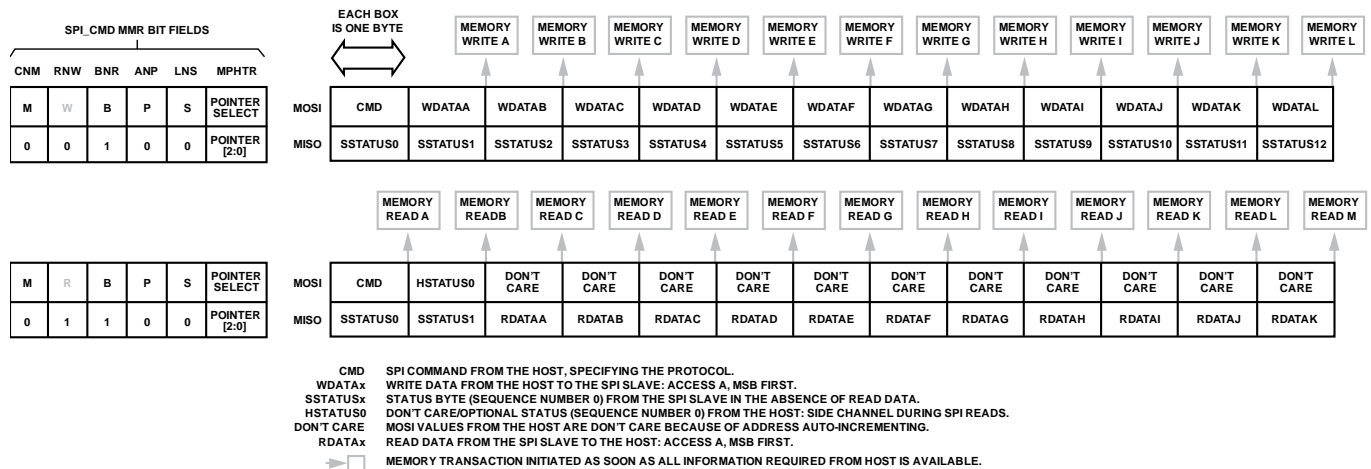 SPI_CMD MMR BIT FIELDS
EACH BOX
IS ONE BYTE
MEMORY WRITE A MEMORY WRITE B MEMORY WRITE C MEMORY WRITE D MEMORY WRITE E MEMORY WRITE F MEMORY WRITE G MEMORY WRITE H MEMORY WRITE I MEMORY WRITE J MEMORY WRITE K MEMORY WRITE L
CNM RNW BNR ANP LNS MPHTR
M W B P S POINTER SELECT
MOSI CMD WDATAA WDATAB WDATAC WDATAD WDATAE WDATAF WDATAG WDATAH WDATAI WDATAJ WDATAK WDATAL
0 0 1 0 0 POINTER [2:0]
MISO SSTATUS0 SSTATUS1 SSTATUS2 SSTATUS3 SSTATUS4 SSTATUS5 SSTATUS6 SSTATUS7 SSTATUS8 SSTATUS9 SSTATUS10 SSTATUS11 SSTATUS12
MEMORY READ A MEMORY READB MEMORY READ C MEMORY READ D MEMORY READ E MEMORY READ F MEMORY READ G MEMORY READ H MEMORY READ I MEMORY READ J MEMORY READ K MEMORY READ L MEMORY READ M
M R B P S POINTER SELECT
MOSI CMD HSTATUS0 DON'T CARE DON'T CARE DON'T CARE DON'T CARE DON'T CARE DON'T CARE DON'T CARE DON'T CARE DON'T CARE DON'T CARE DON'T CARE
0 1 1 0 0 POINTER [2:0]
MISO SSTATUS0 SSTATUS1 RDATAA RDATAB RDATAC RDATAD RDATAE RDATAF RDATAG RDATAH RDATAI RDATAJ RDATAK
CMD SPI COMMAND FROM THE HOST, SPECIFYING THE PROTOCOL.
WDATAx WRITE DATA FROM THE HOST TO THE SPI SLAVE: ACCESS A, MSB FIRST.
SSTATUSx STATUS BYTE (SEQUENCE NUMBER 0) FROM THE SPI SLAVE IN THE ABSENCE OF READ DATA.
HSTATUS0 DON'T CARE/OPTIONAL STATUS (SEQUENCE NUMBER 0) FROM THE HOST: SIDE CHANNEL DURING SPI READS.
DON'T CARE MOSI VALUES FROM THE HOST ARE DON'T CARE BECAUSE OF ADDRESS AUTO-INCREMENTING.
RDATAx READ DATA FROM THE SPI SLAVE TO THE HOST: ACCESS A, MSB FIRST.
MEMORY TRANSACTION INITIATED AS SOON AS ALL INFORMATION REQUIRED FROM HOST IS AVAILABLE.